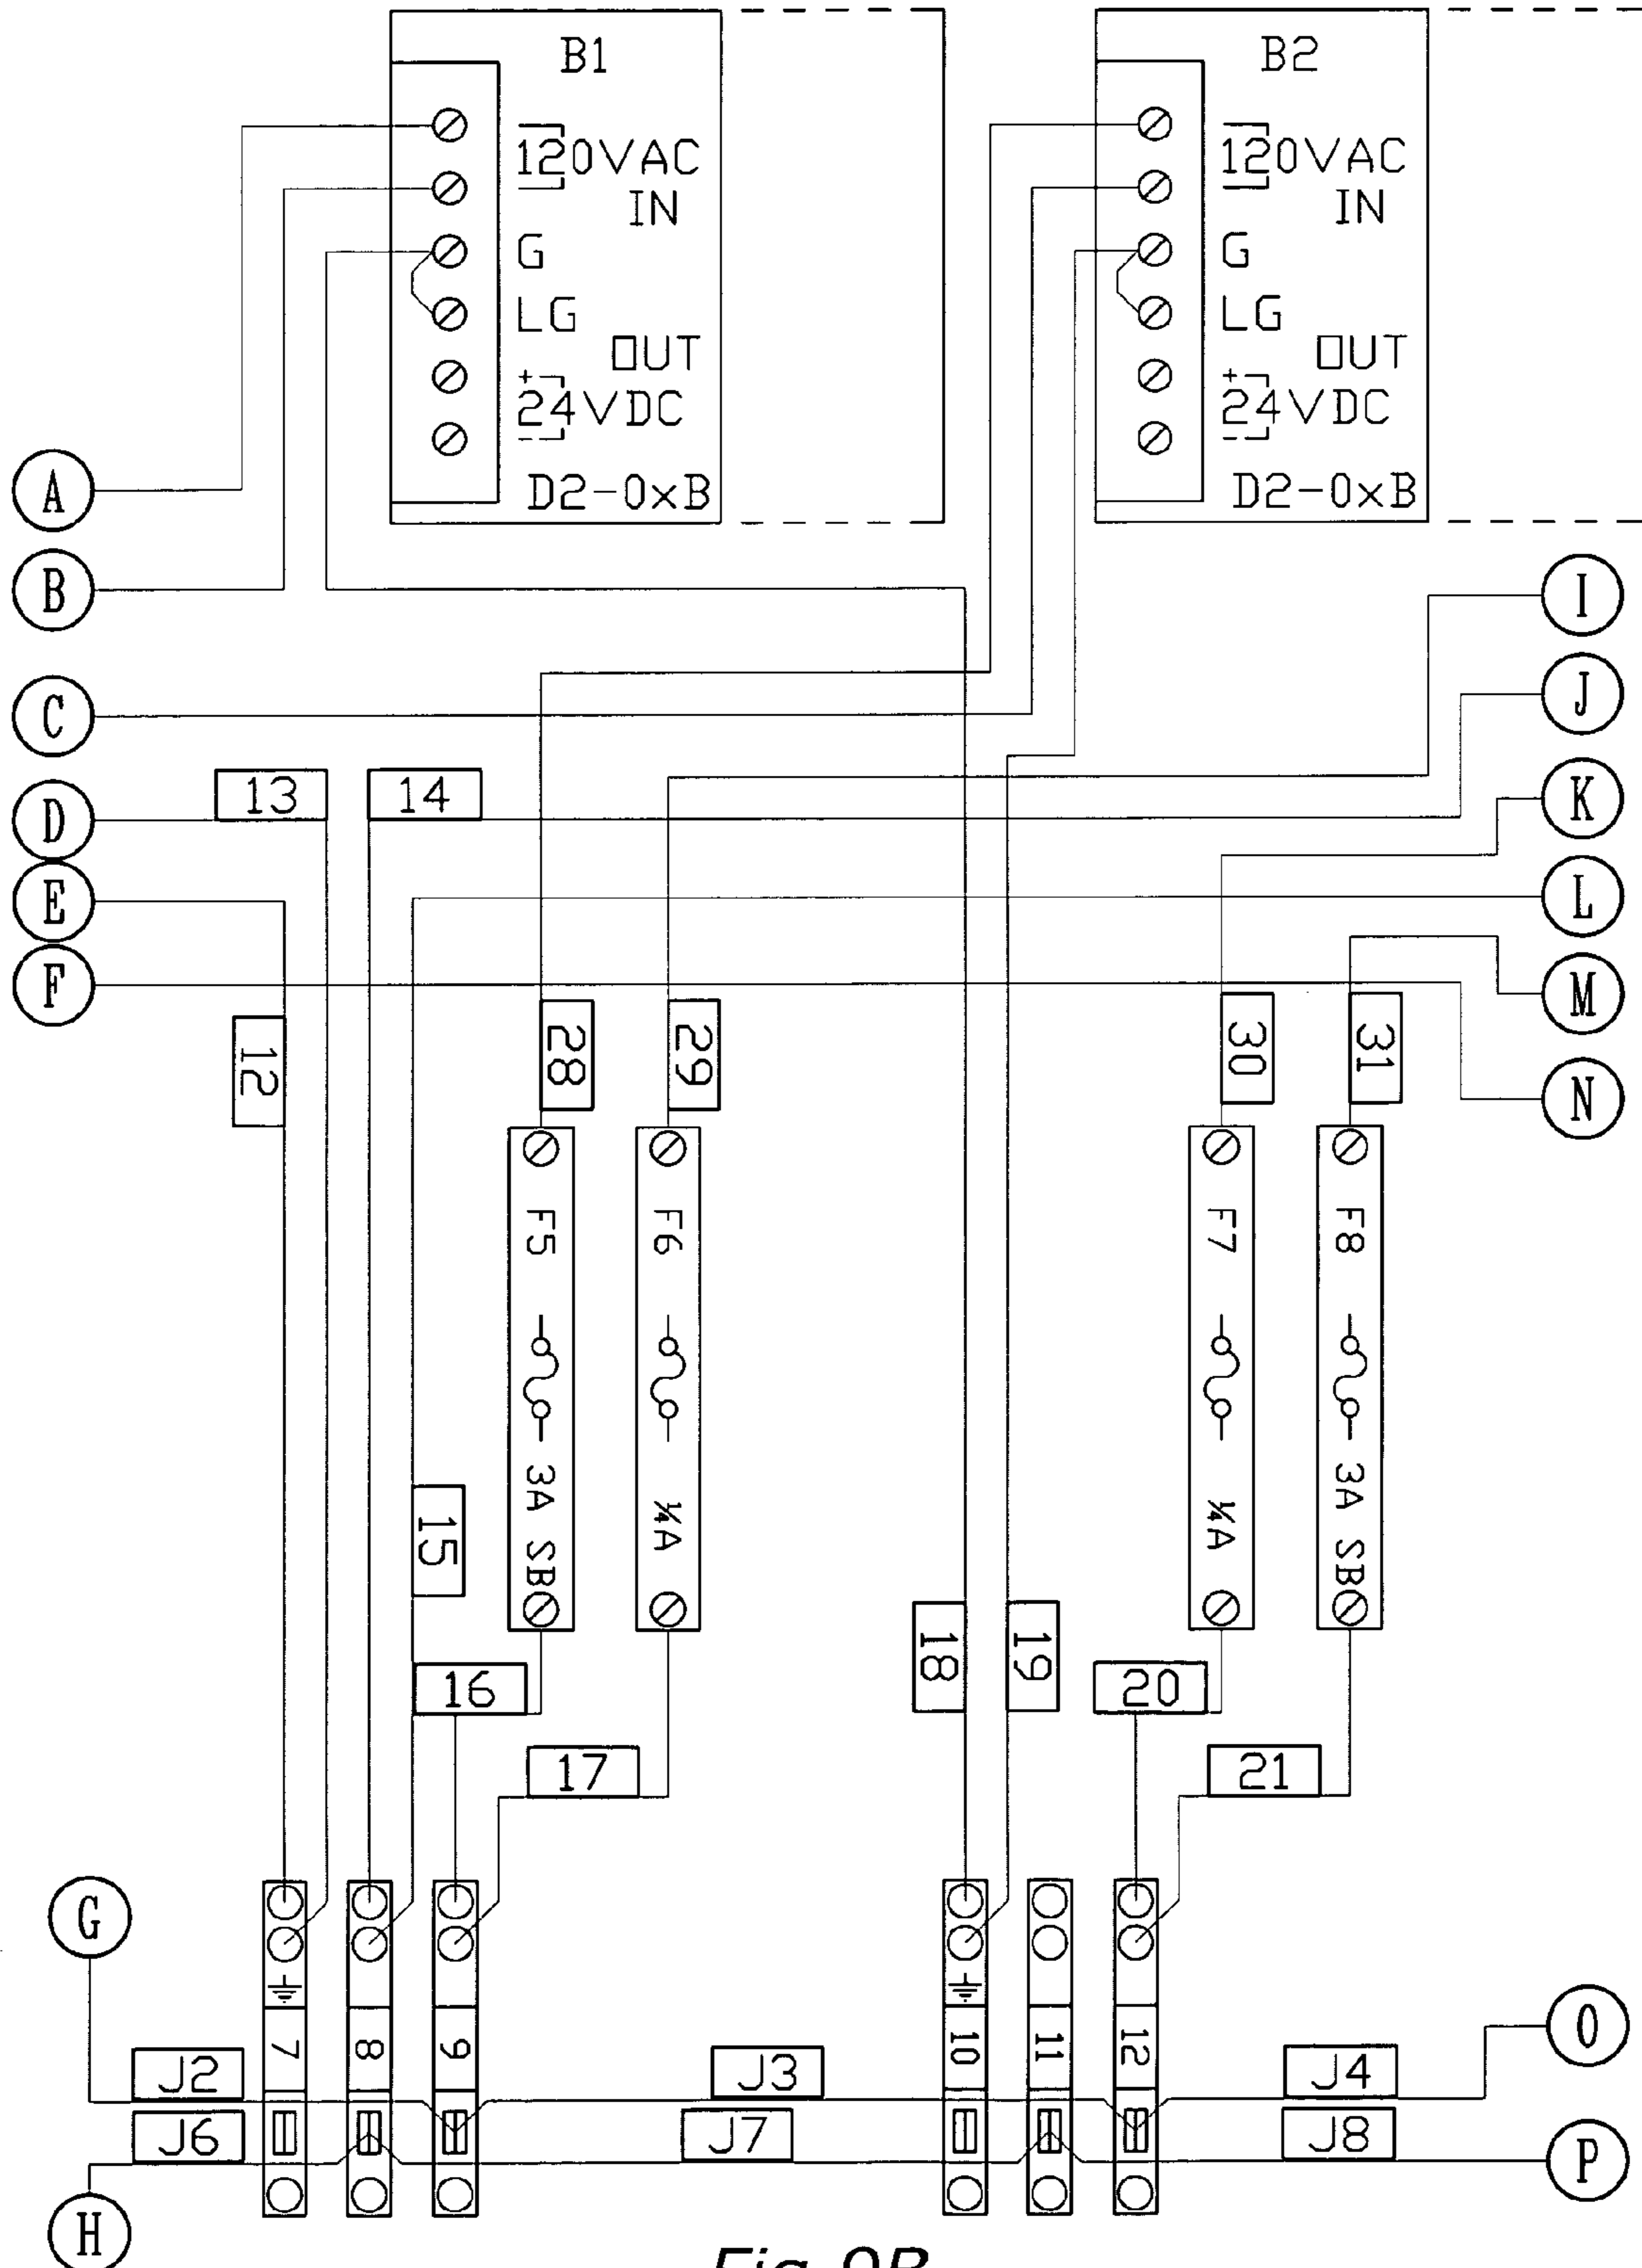 B1
B2
120VAC
IN
120VAC
IN
G
G
LG
LG
OUT
OUT
+
24VDC
-
+
24VDC
-
D2-0xB
D2-0xB
A
B
I
C
J
13
14
K
D
E
L
F
M
12
28
29
30
31
N
F5
F6
F7
F8
3A SB
¼A
¼A
3A SB
15
18
19
16
20
17
21
G
7
8
9
10
11
12
O
J2
J3
J4
J6
J7
J8
P
H
Fig. 9B